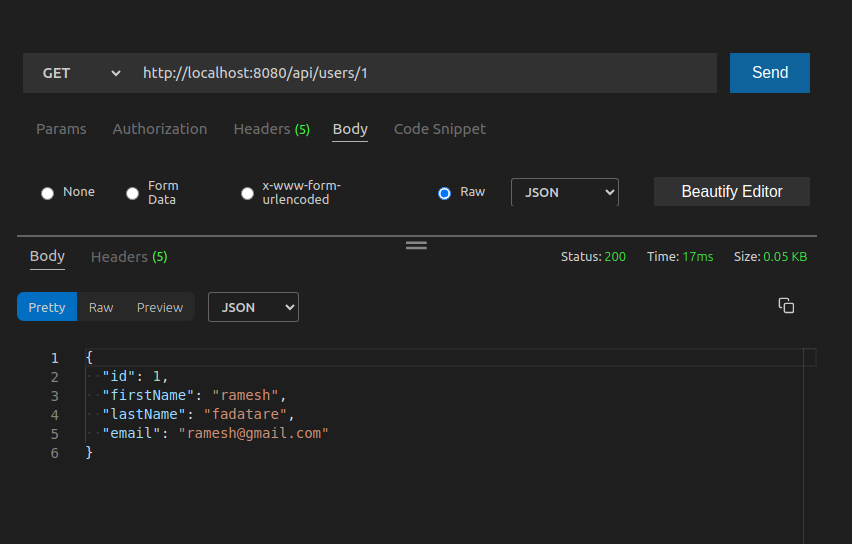 GET http://localhost:8080/api/users/1 Send
Params Authorization Headers (5) Body Code Snippet
None Form Data x-www-form-urlencoded Raw JSON Beautify Editor
Body Headers (5) Status: 200 Time: 17ms Size: 0.05 KB
Pretty Raw Preview JSON
1 {
2 "id": 1,
3 "firstName": "ramesh",
4 "lastName": "fadatare",
5 "email": "ramesh@gmail.com"
6 }